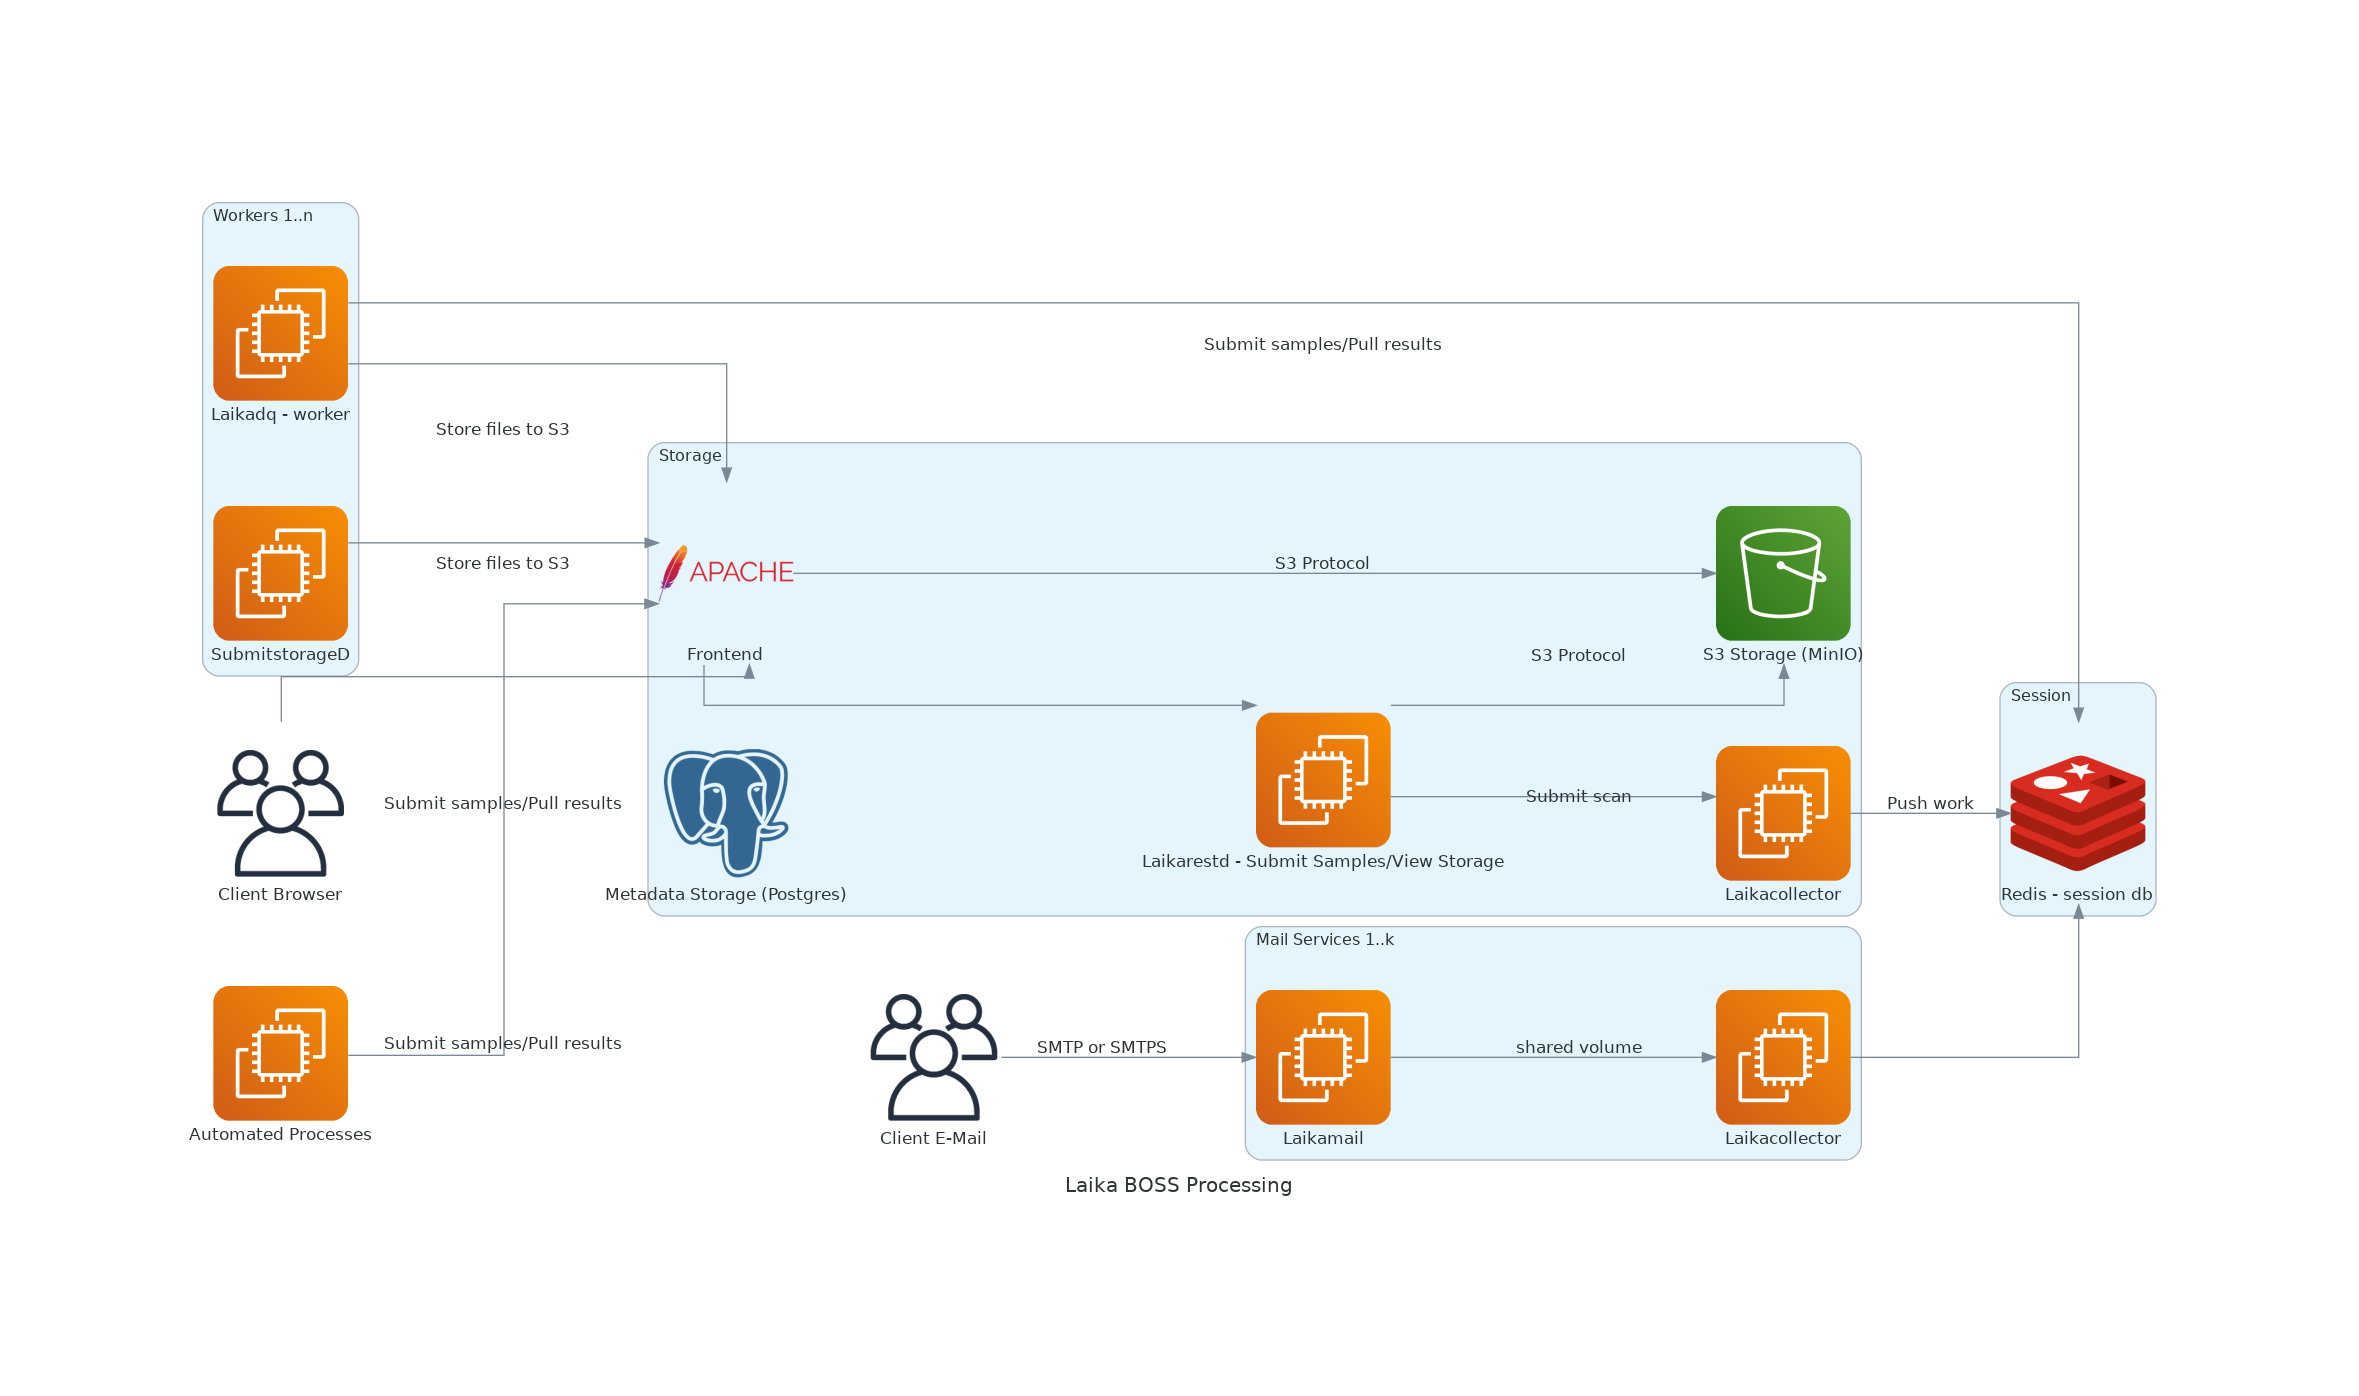 Workers 1..n
Laikadq - worker
Submit samples/Pull results
Store files to S3
Storage
SubmitstorageD
Store files to S3
APACHE
Frontend
S3 Protocol
S3 Protocol
S3 Storage (MinIO)
Session
Client Browser
Submit samples/Pull results
Metadata Storage (Postgres)
Laikarestd - Submit Samples/View Storage
Submit scan
Laikacollector
Push work
Redis - session db
Mail Services 1..k
Automated Processes
Submit samples/Pull results
Client E-Mail
SMTP or SMTPS
Laikamail
shared volume
Laikacollector
Laika BOSS Processing